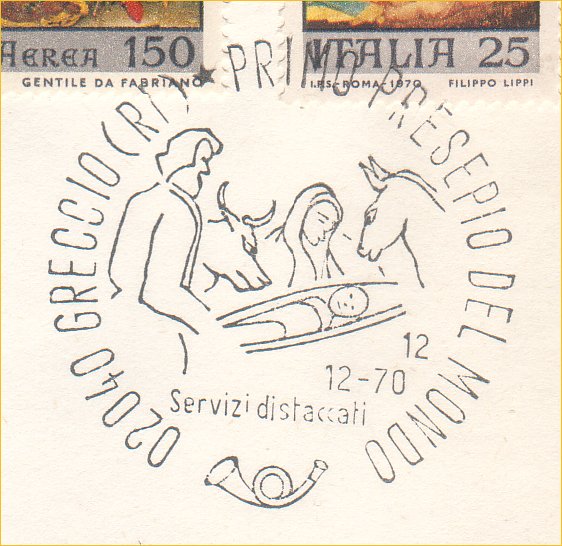 AEREA 150
GENTILE DA FABRIANO
ITALIA 25
I.P.S.-ROMA-1970 FILIPPO LIPPI
02040 GRECCIO (RI) ★ PRIMO PRESEPIO DEL MONDO
12
12-70
Servizi distaccati